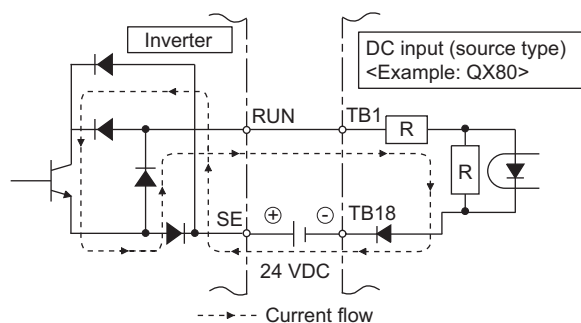 Inverter
DC input (source type)
<Example: QX80>
RUN
TB1
R
R
SE
⊕
⊖
TB18
24 VDC
Current flow